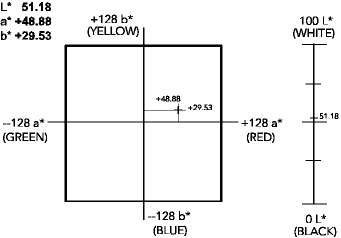 L* 51.18
a* +48.88
b* +29.53
+128 b*
(YELLOW)
100 L*
(WHITE)
+48.88
+29.53
51.18
--128 a*
(GREEN)
+128 a*
(RED)
--128 b*
(BLUE)
0 L*
(BLACK)